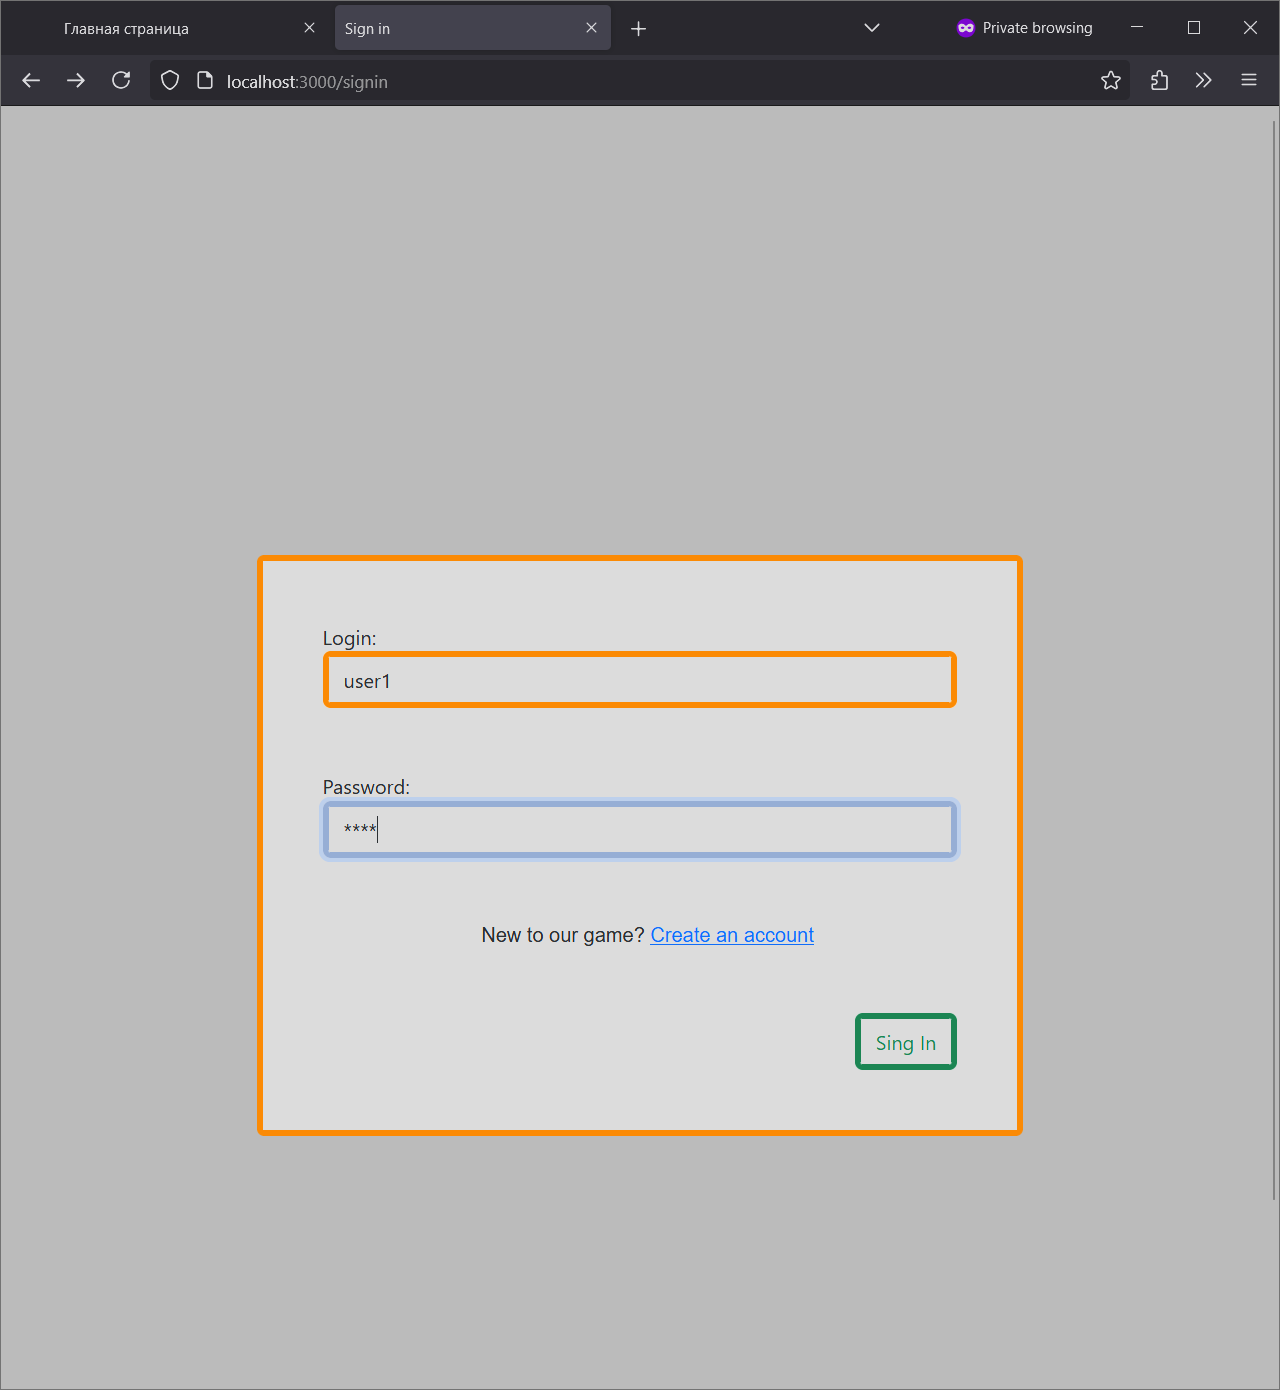 Главная страница
Sign in
Private browsing
localhost:3000/signin
Login:
user1
Password:
****
New to our game? Create an account
Sing In